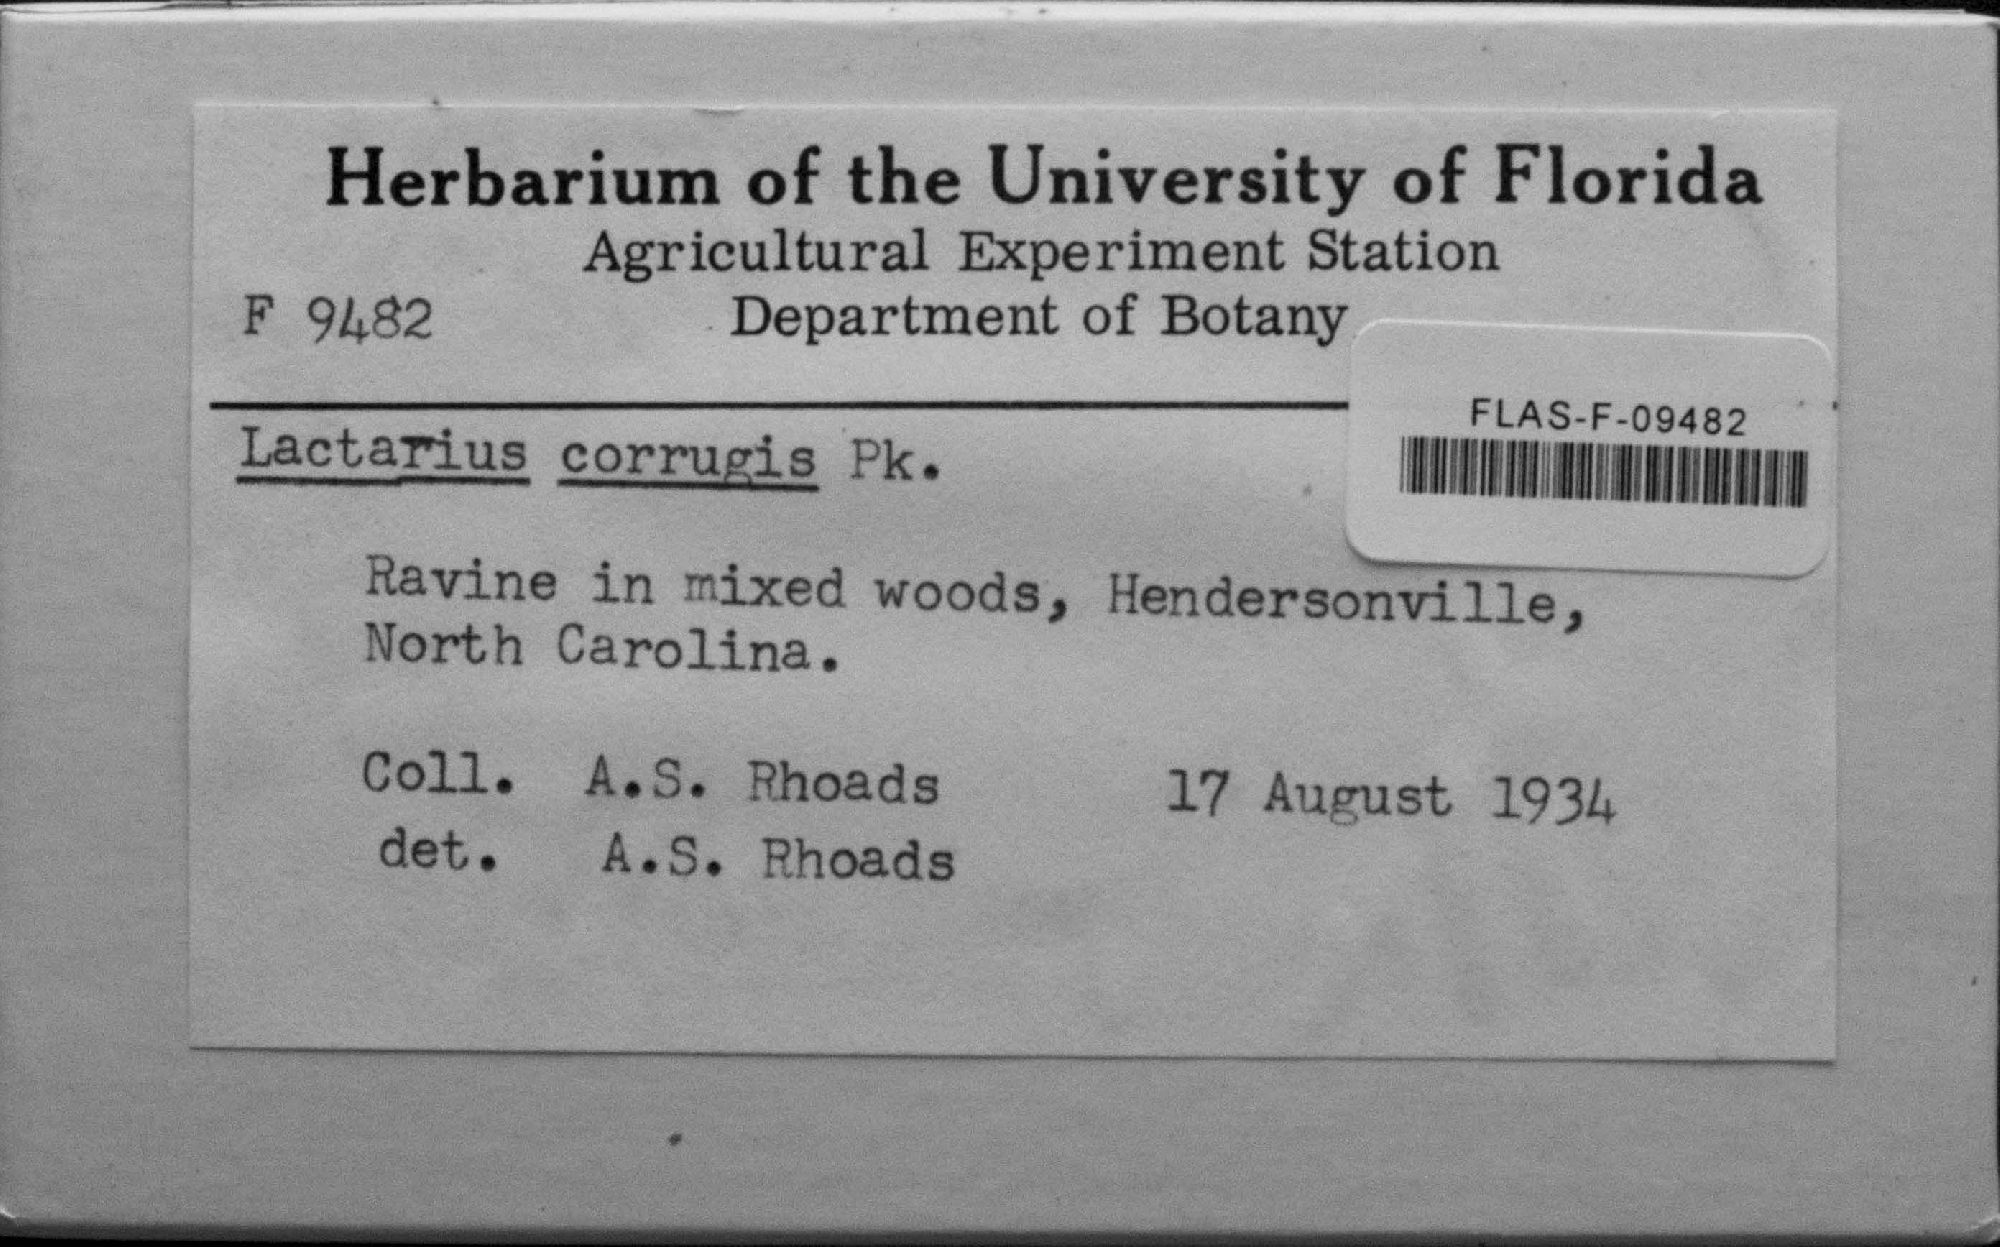 Herbarium of the University of Florida
Agricultural Experiment Station
F 9482 Department of Botany
FLAS-F-09482
Lactarius corrugis Pk.
Ravine in mixed woods, Hendersonville,
North Carolina.
Coll. A.S. Rhoads 17 August 1934
det. A.S. Rhoads